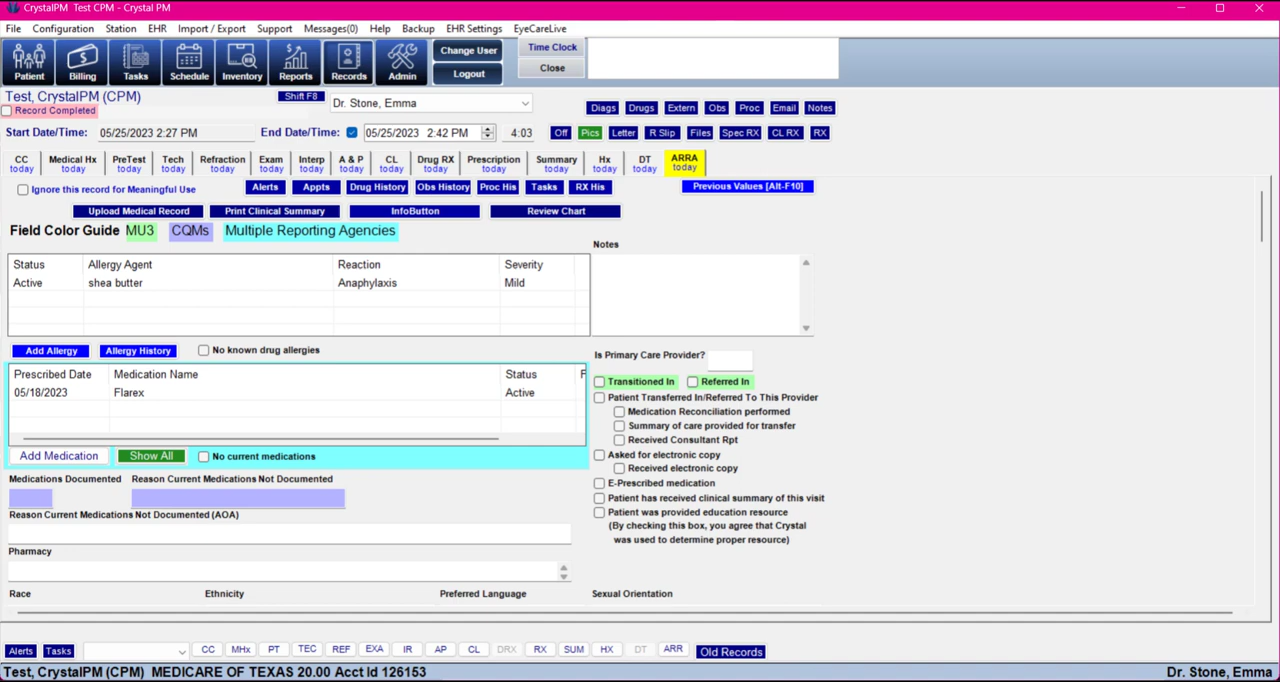 CrystalPM Test CPM - Crystal PM
File Configuration Station EHR Import / Export Support Messages(0) Help Backup EHR Settings EyeCareLive
Patient Billing Tasks Schedule Inventory Reports Records Admin
Change User
Logout
Time Clock
Close
Test, CrystalPM (CPM)
Shift F8
Dr. Stone, Emma
Record Completed
Diags Drugs Extern Obs Proc Email Notes
Start Date/Time: 05/25/2023 2:27 PM End Date/Time: 05/25/2023 2:42 PM 4:03
Off Pics Letter R Slip Files Spec RX CL RX RX
CC Medical Hx PreTest Tech Refraction Exam Interp A & P CL Drug RX Prescription Summary Hx DT ARRA
today today today today today today today today today today today today today today today
Ignore this record for Meaningful Use
Alerts Appts Drug History Obs History Proc His Tasks RX His
Previous Values [Alt-F10]
Upload Medical Record Print Clinical Summary InfoButton Review Chart
Field Color Guide MU3 CQMs Multiple Reporting Agencies
Notes
Status Allergy Agent Reaction Severity
Active shea butter Anaphylaxis Mild
Add Allergy Allergy History No known drug allergies
Prescribed Date Medication Name Status F
05/18/2023 Flarex Active
Add Medication Show All No current medications
Medications Documented Reason Current Medications Not Documented
Reason Current Medications Not Documented (AOA)
Pharmacy
Race Ethnicity Preferred Language Sexual Orientation
Is Primary Care Provider?
Transitioned In Referred In
Patient Transferred In/Referred To This Provider
Medication Reconciliation performed
Summary of care provided for transfer
Received Consultant Rpt
Asked for electronic copy
Received electronic copy
E-Prescribed medication
Patient has received clinical summary of this visit
Patient was provided education resource
(By checking this box, you agree that Crystal
was used to determine proper resource)
Alerts Tasks CC MHx PT TEC REF EXA IR AP CL DRX RX SUM HX DT ARR Old Records
Test, CrystalPM (CPM) MEDICARE OF TEXAS 20.00 Acct Id 126153
Dr. Stone, Emma